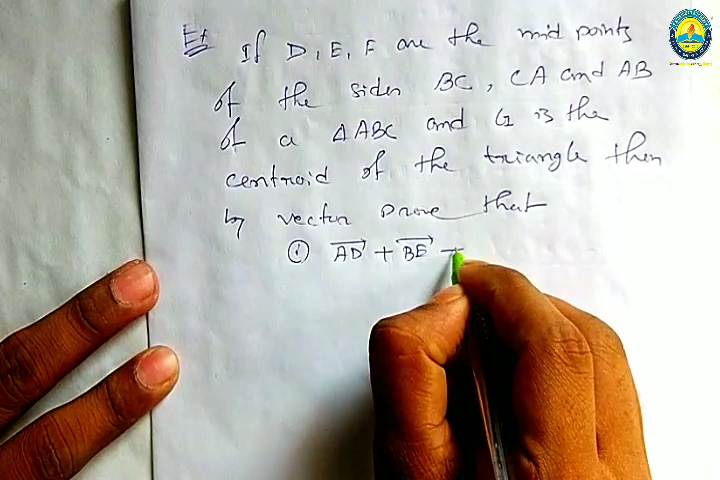 Ex If D, E, F are the mid points
of the sides BC, CA and AB
of a △ABC and G is the
centroid of the triangle then
by vector prove that
① →AD + →BE +